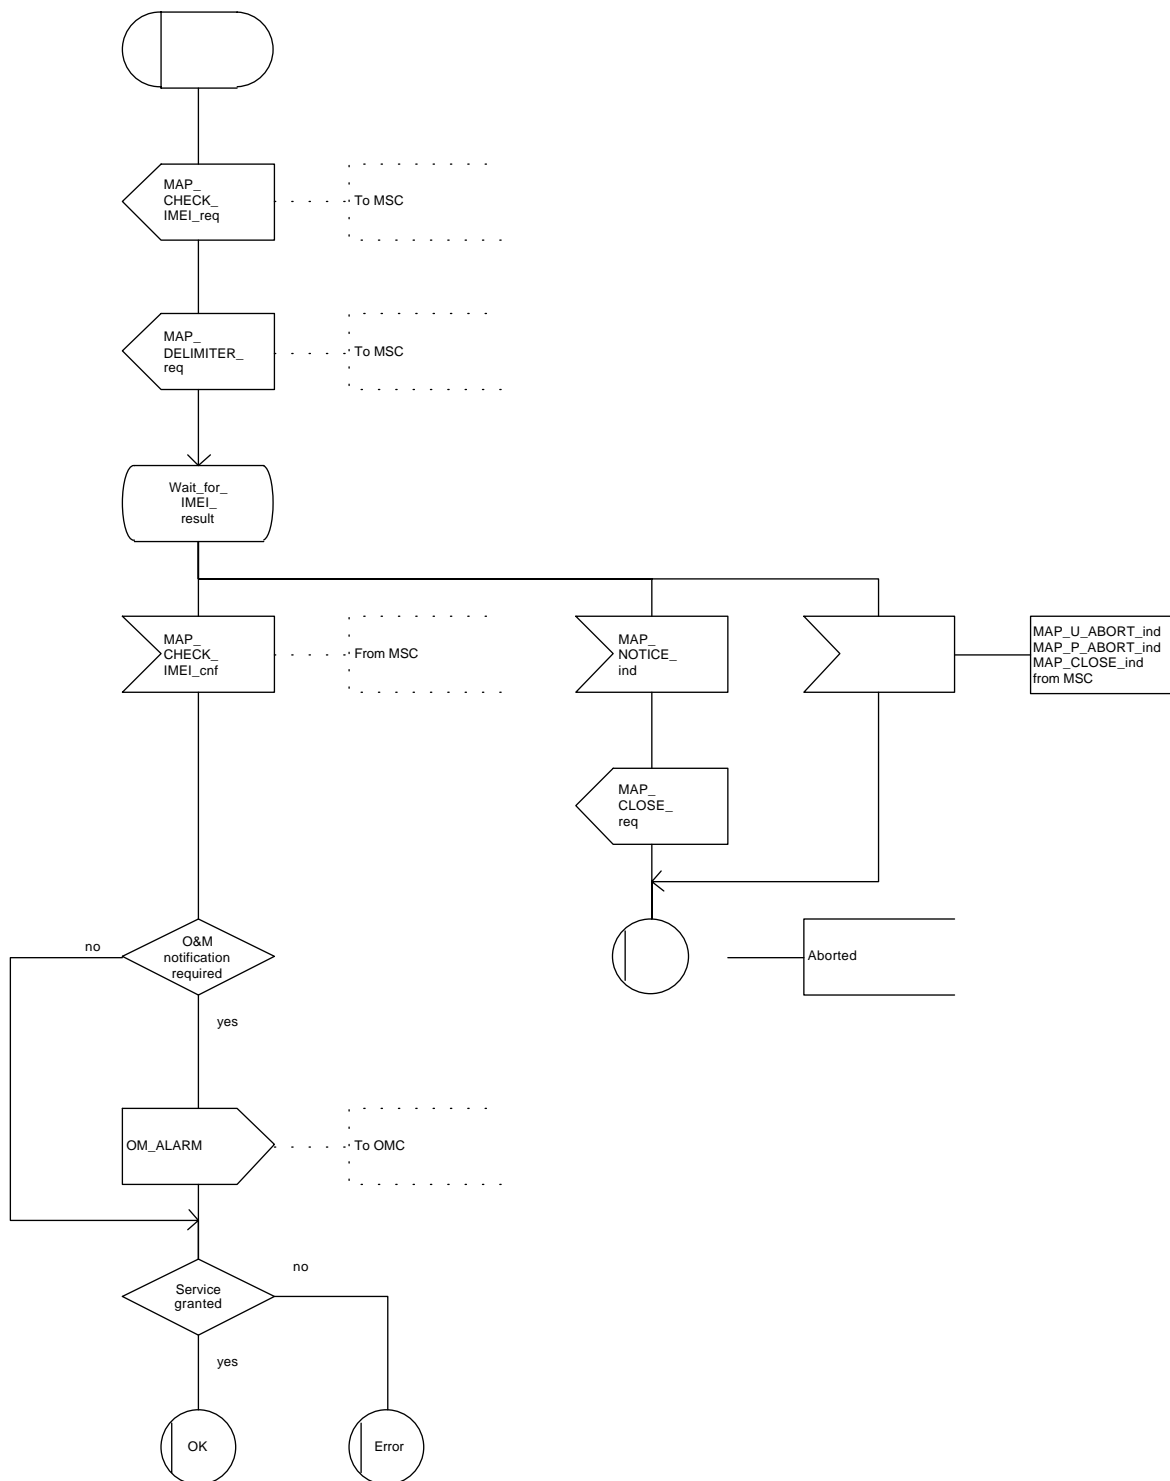 MAP_
CHECK_
IMEI_req
To MSC
MAP_
DELIMITER_
req
To MSC
Wait_for_
IMEI_
result
MAP_
CHECK_
IMEI_cnf
From MSC
MAP_
NOTICE_
ind
MAP_U_ABORT_ind
MAP_P_ABORT_ind
MAP_CLOSE_ind
from MSC
MAP_
CLOSE_
req
no
O&M
notification
required
Aborted
yes
OM_ALARM
To OMC
no
Service
granted
yes
OK
Error